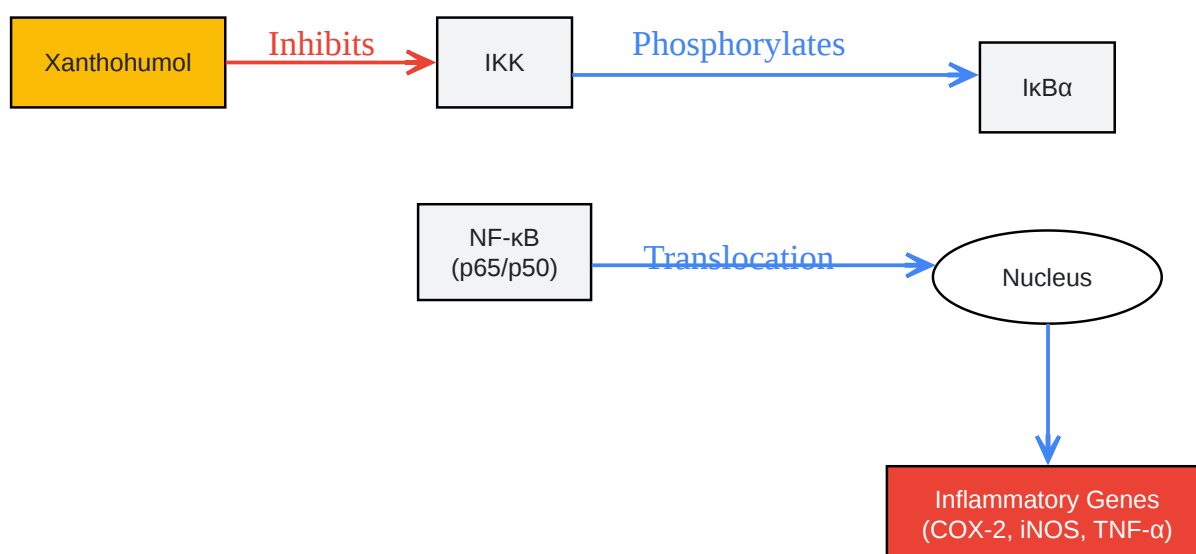 Xanthohumol
Inhibits
IKK
Phosphorylates
IκBα
NF-κB
(p65/p50)
Translocation
Nucleus
Inflammatory Genes
(COX-2, iNOS, TNF-α)